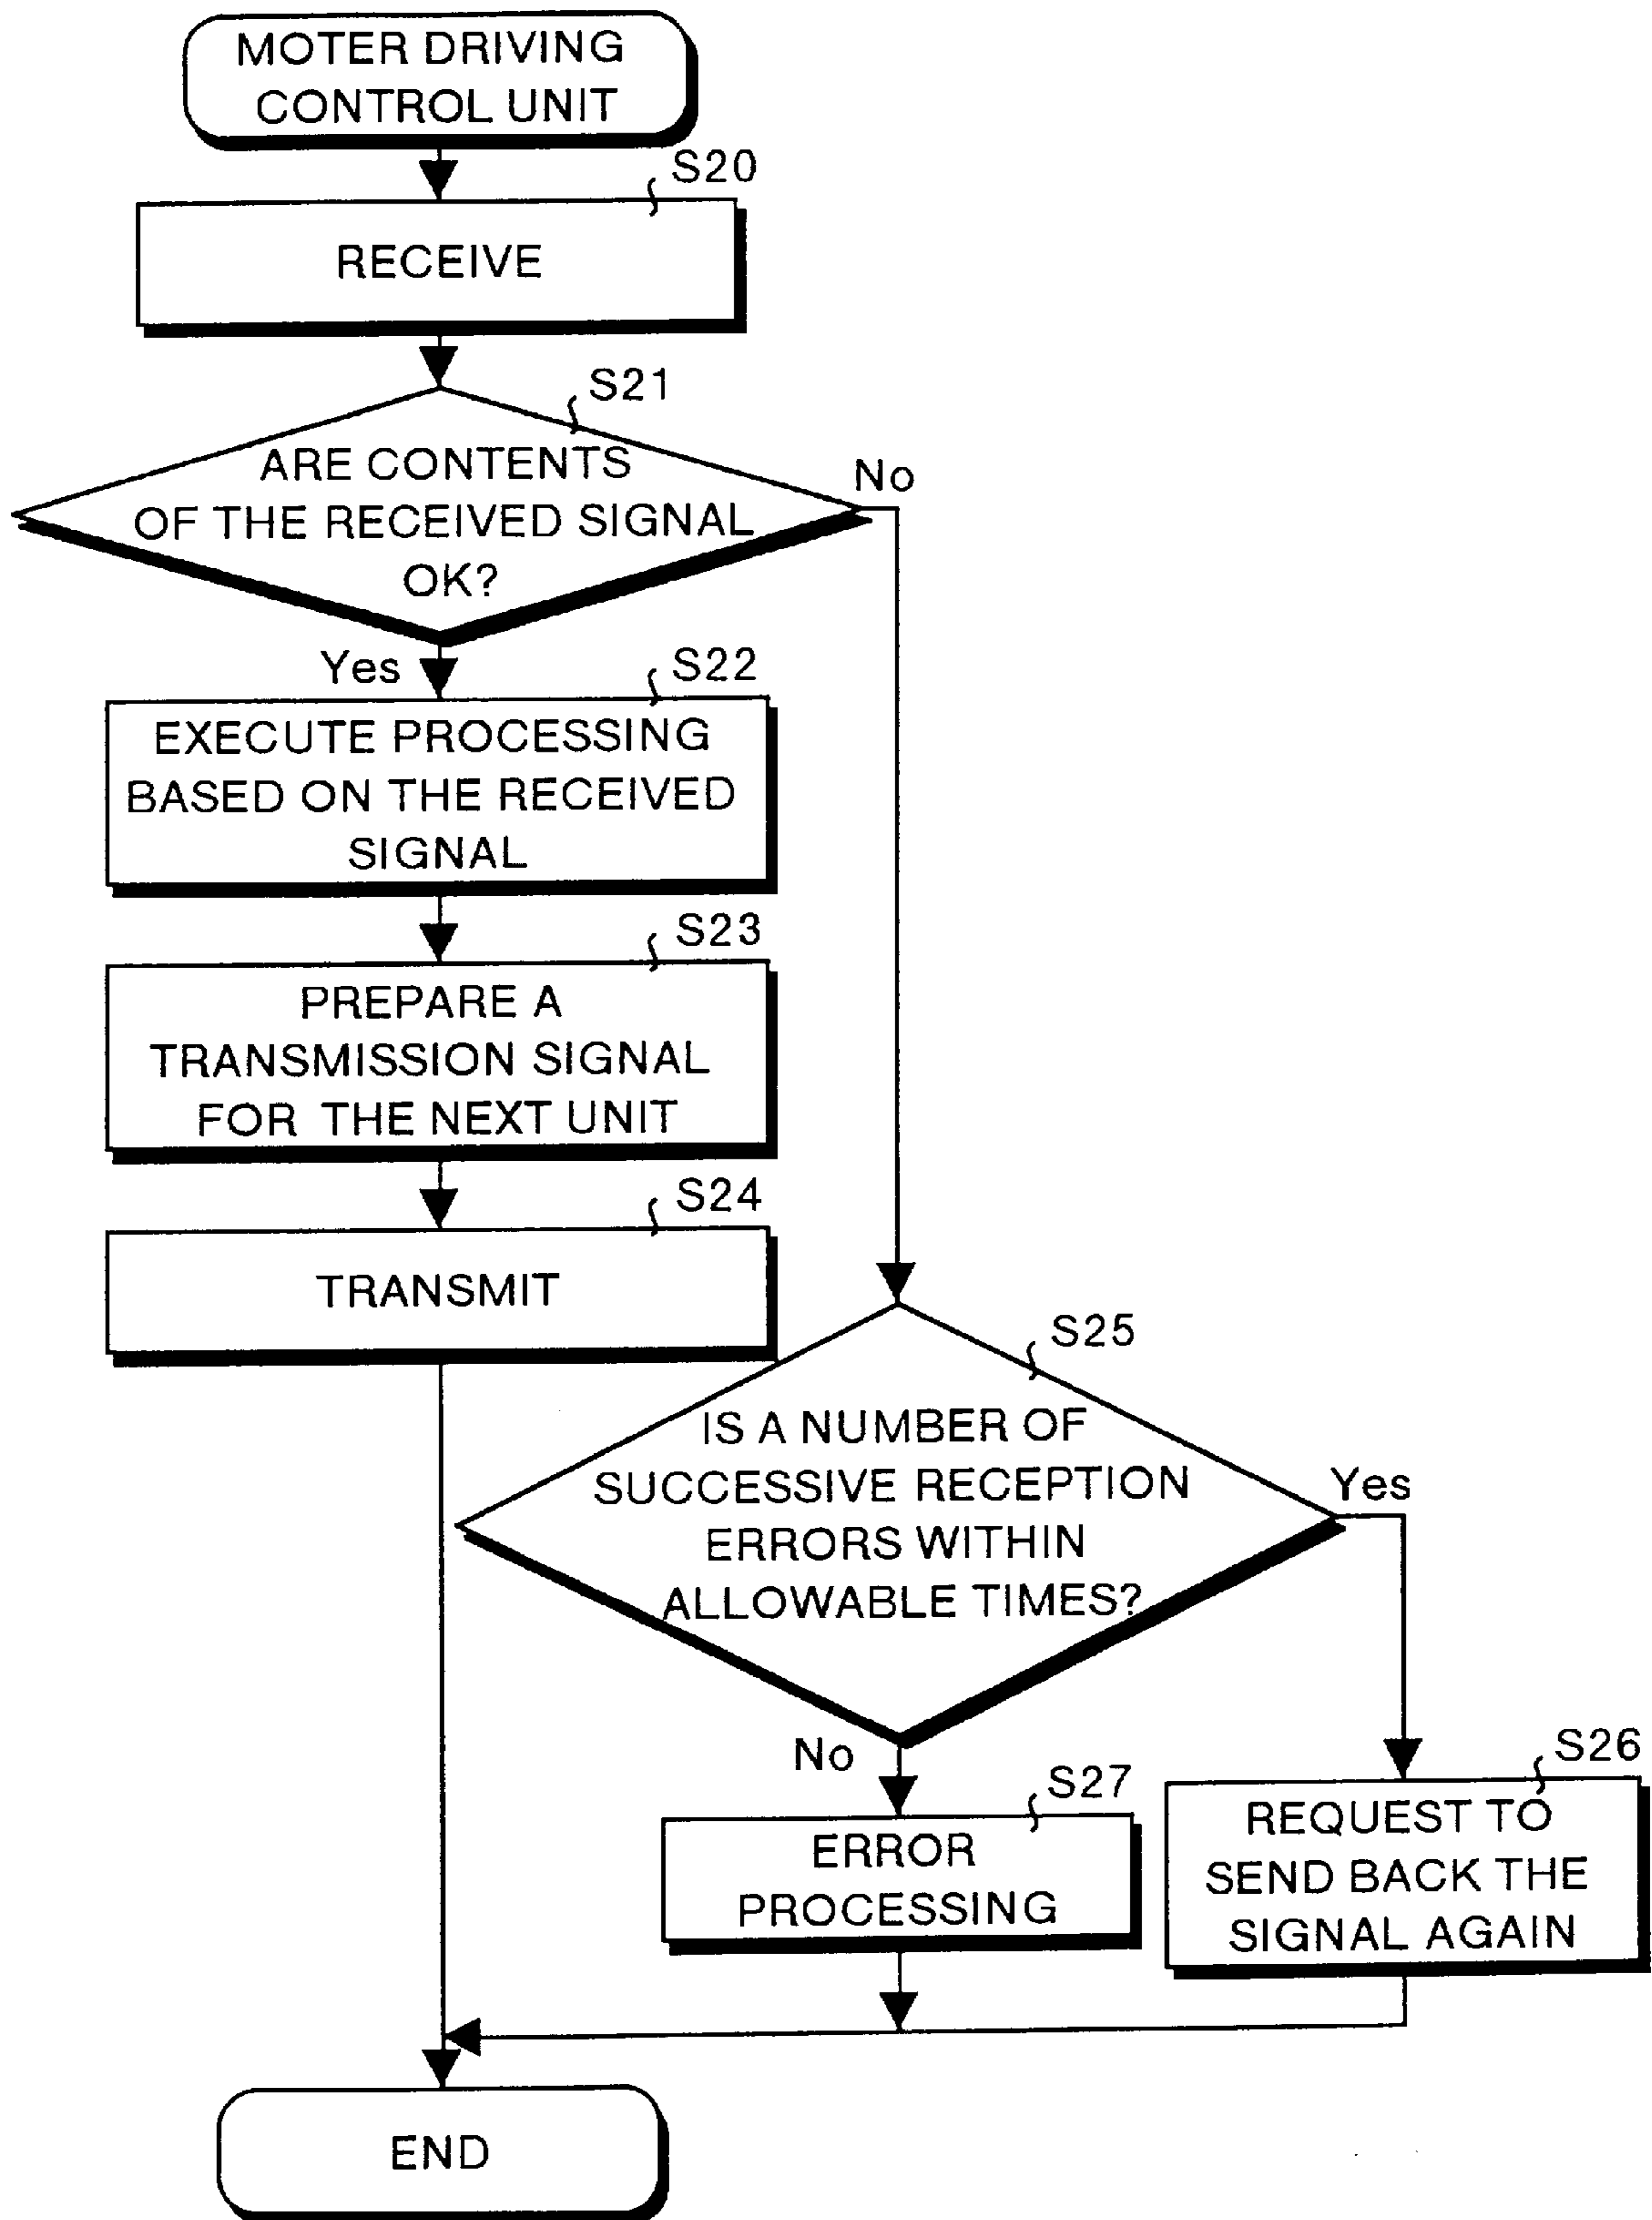 MOTER DRIVING
CONTROL UNIT
S20
RECEIVE
S21
ARE CONTENTS
OF THE RECEIVED SIGNAL
OK?
No
Yes
S22
EXECUTE PROCESSING
BASED ON THE RECEIVED
SIGNAL
S23
PREPARE A
TRANSMISSION SIGNAL
FOR THE NEXT UNIT
S24
TRANSMIT
S25
IS A NUMBER OF
SUCCESSIVE RECEPTION
ERRORS WITHIN
ALLOWABLE TIMES?
Yes
No
S27
ERROR
PROCESSING
S26
REQUEST TO
SEND BACK THE
SIGNAL AGAIN
END